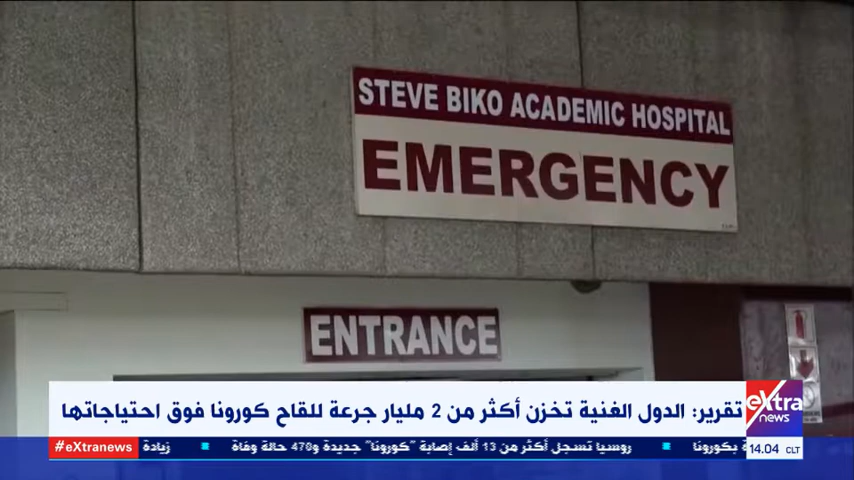 STEVE BIKO ACADEMIC HOSPITAL
EMERGENCY
ENTRANCE
تقرير: الدول الغنية تخزن أكثر من 2 مليار جرعة للقاح كورونا فوق احتياجاتها
eXtra
news
#eXtranews
ة بكورونا ▪ روسيا تسجل أكثر من 13 ألف إصابة "كورونا" جديدة و470 حالة وفاة ▪ زيادة
14.04 CLT